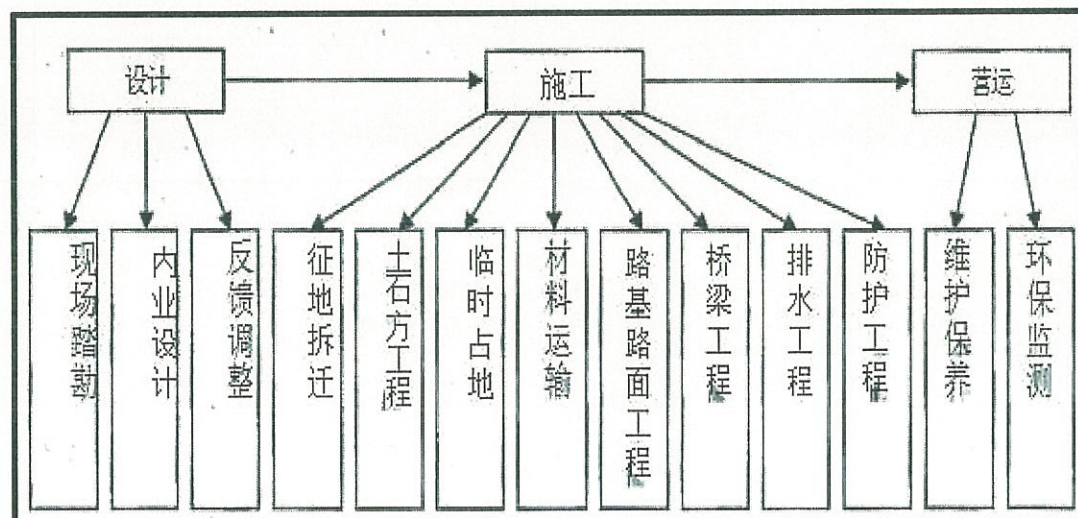 设计
施工
营运
现场踏勘
内业设计
反馈调整
征地拆迁
土石方工程
临时占地
材料运输
路基路面工程
桥梁工程
排水工程
防护工程
维护保养
环保监测